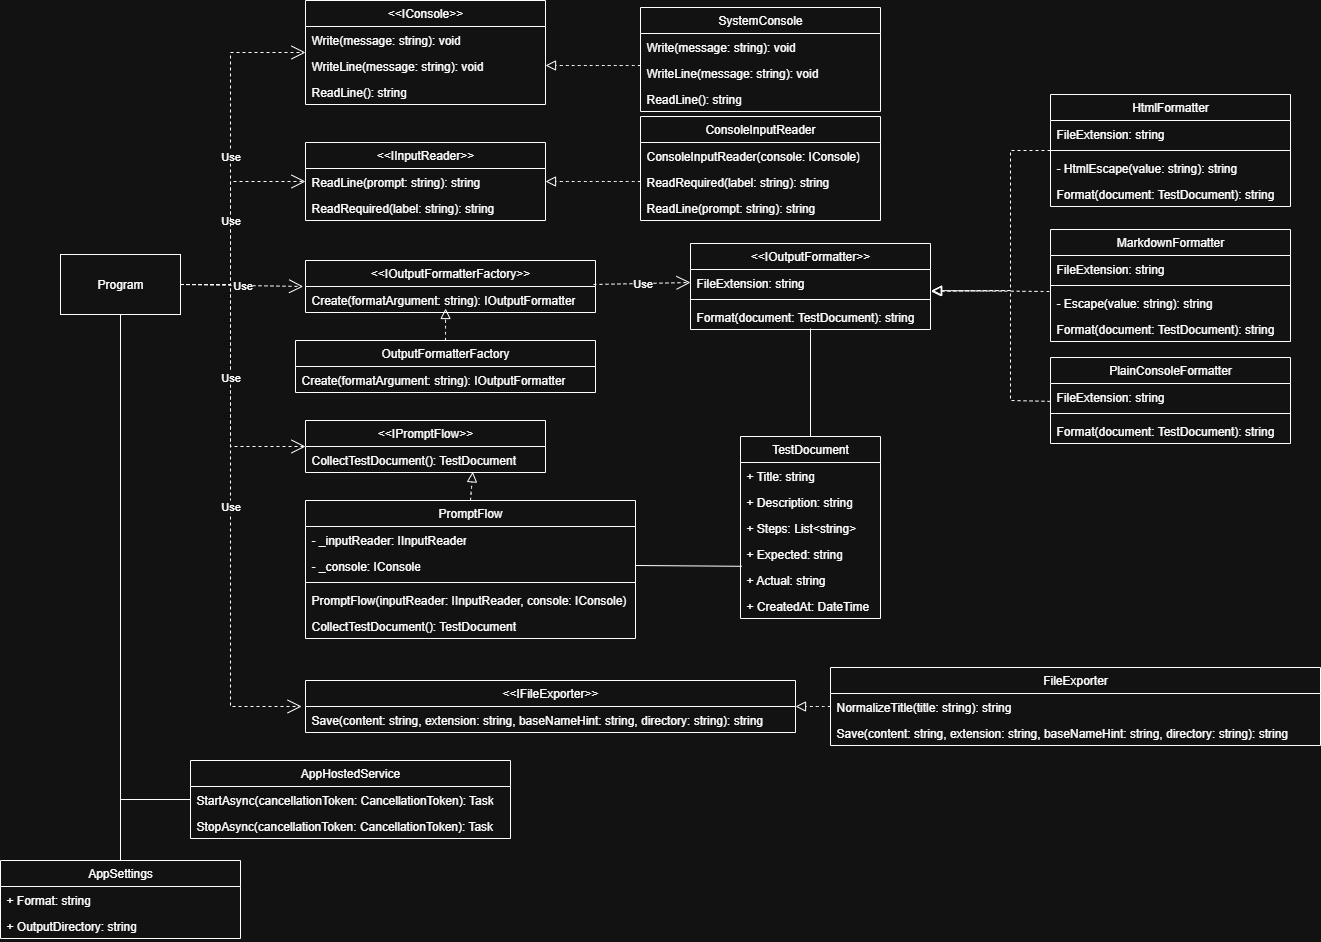 <<IConsole>>
Write(message: string): void
WriteLine(message: string): void
ReadLine(): string
SystemConsole
Write(message: string): void
WriteLine(message: string): void
ReadLine(): string
<<IInputReader>>
ReadLine(prompt: string): string
ReadRequired(label: string): string
ConsoleInputReader
ConsoleInputReader(console: IConsole)
ReadRequired(label: string): string
ReadLine(prompt: string): string
HtmlFormatter
FileExtension: string
- HtmlEscape(value: string): string
Format(document: TestDocument): string
Use
Use
Program
Use
<<IOutputFormatterFactory>>
Create(formatArgument: string): IOutputFormatter
Use
<<IOutputFormatter>>
FileExtension: string
Format(document: TestDocument): string
MarkdownFormatter
FileExtension: string
- Escape(value: string): string
Format(document: TestDocument): string
OutputFormatterFactory
Create(formatArgument: string): IOutputFormatter
PlainConsoleFormatter
FileExtension: string
Format(document: TestDocument): string
Use
<<IPromptFlow>>
CollectTestDocument(): TestDocument
TestDocument
+ Title: string
+ Description: string
+ Steps: List<string>
+ Expected: string
+ Actual: string
+ CreatedAt: DateTime
Use
PromptFlow
- _inputReader: IInputReader
- _console: IConsole
PromptFlow(inputReader: IInputReader, console: IConsole)
CollectTestDocument(): TestDocument
<<IFileExporter>>
Save(content: string, extension: string, baseNameHint: string, directory: string): string
FileExporter
NormalizeTitle(title: string): string
Save(content: string, extension: string, baseNameHint: string, directory: string): string
AppHostedService
StartAsync(cancellationToken: CancellationToken): Task
StopAsync(cancellationToken: CancellationToken): Task
AppSettings
+ Format: string
+ OutputDirectory: string